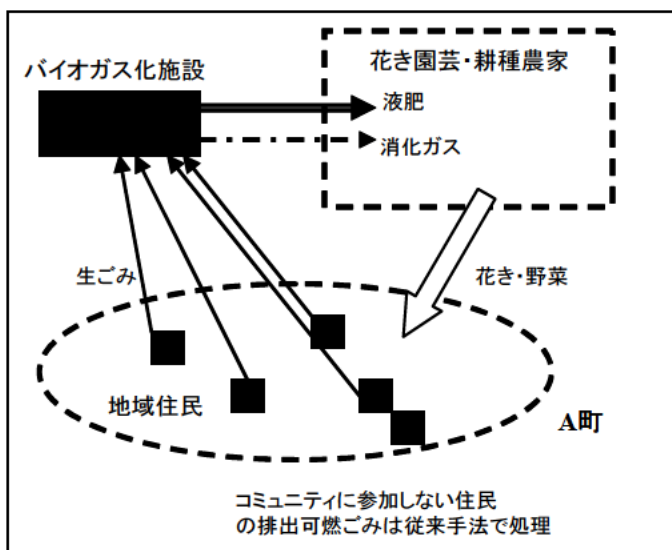 バイオガス化施設
花き園芸・耕種農家
液肥
消化ガス
生ごみ
花き・野菜
地域住民
A町
コミュニティに参加しない住民
の排出可燃ごみは従来手法で処理